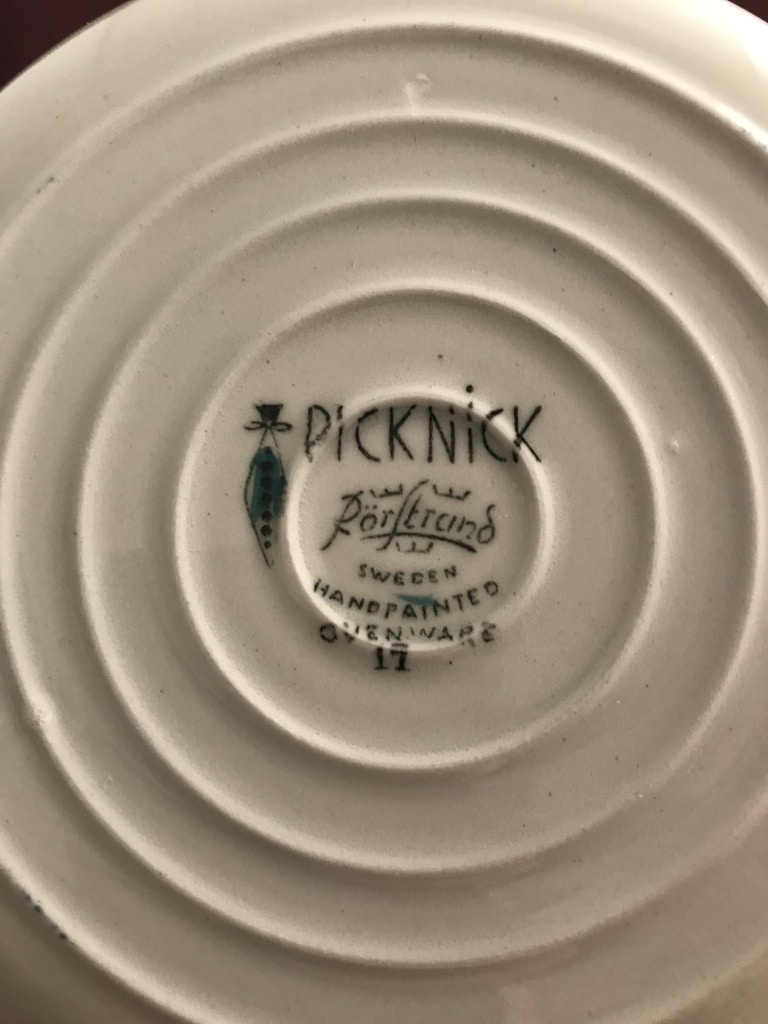 PICKNiCK
RörStrand
SWEDEN
HANDPAINTED
OVENWARE
17